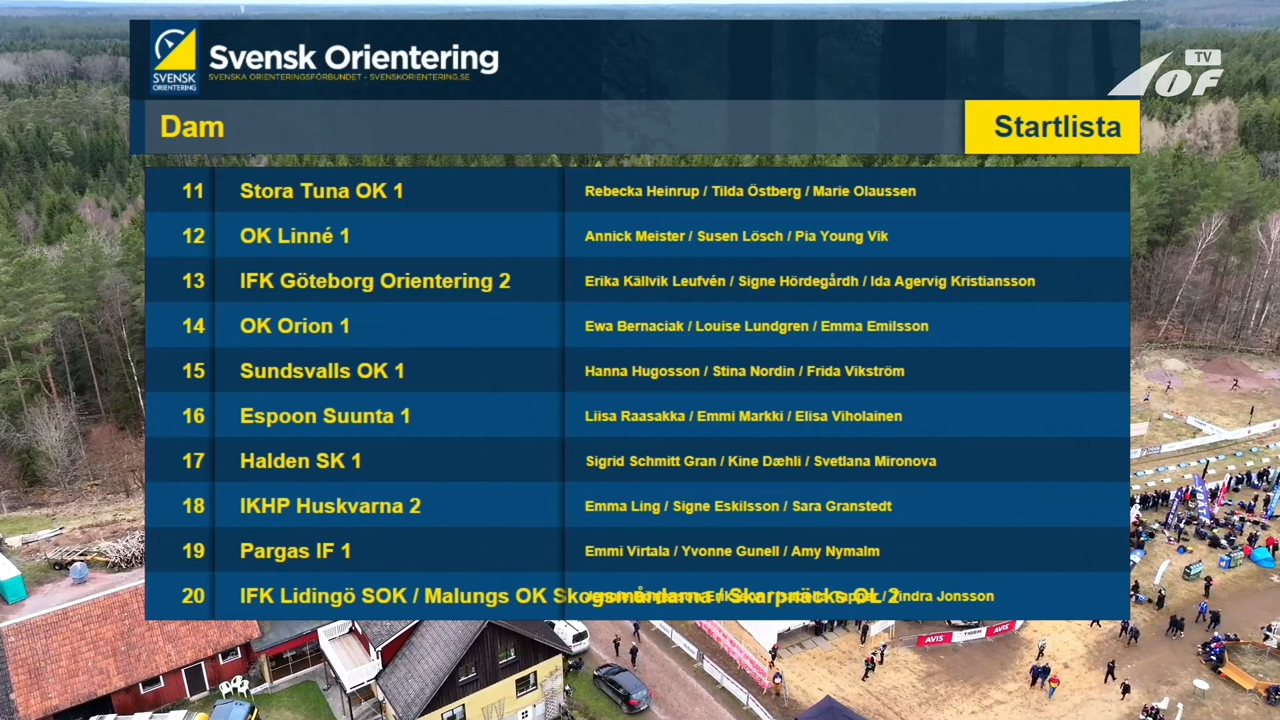 Svensk Orientering
SVENSKA ORIENTERINGSFÖRBUNDET - SVENSKORIENTERING.SE
SVENSK
ORIENTERING
TV
OF
Dam
Startlista
11 Stora Tuna OK 1 Rebecka Heinrup / Tilda Östberg / Marie Olaussen
12 OK Linné 1 Annick Meister / Susen Lösch / Pia Young Vik
13 IFK Göteborg Orientering 2 Erika Källvik Leufvén / Signe Hördegårdh / Ida Agervig Kristiansson
14 OK Orion 1 Ewa Bernaciak / Louise Lundgren / Emma Emilsson
15 Sundsvalls OK 1 Hanna Hugosson / Stina Nordin / Frida Vikström
16 Espoon Suunta 1 Liisa Raasakka / Emmi Markki / Elisa Viholainen
17 Halden SK 1 Sigrid Schmitt Gran / Kine Dæhli / Svetlana Mironova
18 IKHP Huskvarna 2 Emma Ling / Signe Eskilsson / Sara Granstedt
19 Pargas IF 1 Emmi Virtala / Yvonne Gunell / Amy Nymalm
20 IFK Lidingö SOK / Malungs OK Skogsmårdarna / Skarpnäcks OL 2 / Tindra Jonsson
AVIS TIGER AVIS